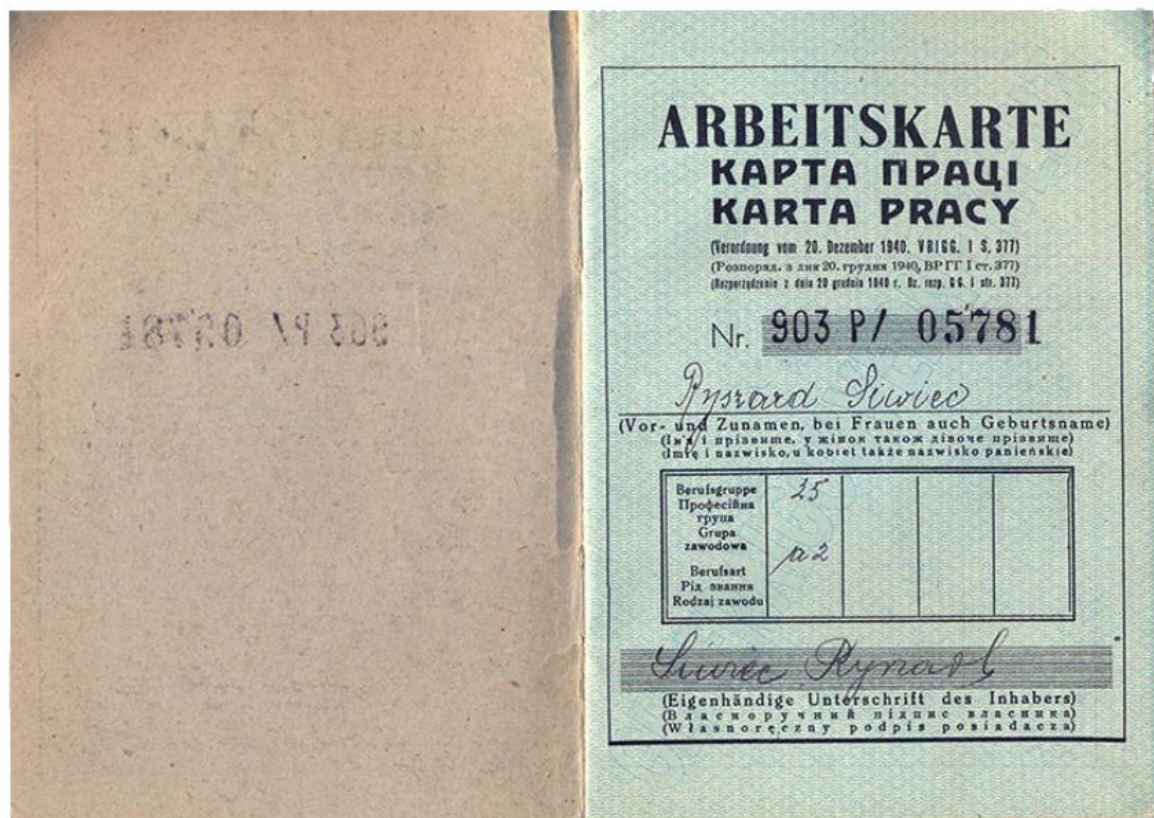 ARBEITSKARTE
КАРТА ПРАЦІ
KARTA PRACY
(Verordnung vom 20. Dezember 1940. VBlGG. I S. 377)
(Розпоряд. з дня 20. грудня 1940, ВРГГ I ст. 377)
(Rozporządzenie z dnia 20 grudnia 1940 r. Dz. rozp. GG. I str. 377)
Nr. 903 P/ 05781
Ryszard Siwiec
(Vor- und Zunamen, bei Frauen auch Geburtsname)
(Ім'я і прізвище, у жінок також дівоче прізвище)
(Imię i nazwisko, u kobiet także nazwisko panieńskie)
Berufsgruppe 25
Професійна
група
Grupa
zawodowa
a2
Berufsart
Рід звання
Rodzaj zawodu
Siwiec Ryszard
(Eigenhändige Unterschrift des Inhabers)
(Власноручний підпис власника)
(Własnoręczny podpis posiadacza)